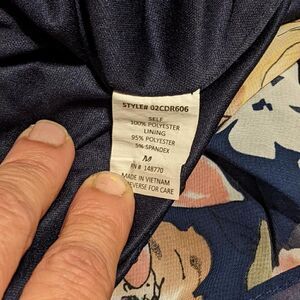 STYLE# 02CDR606
SELF
100% POLYESTER
LINING
95% POLYESTER
5% SPANDEX
M
RN # 148770
MADE IN VIETNAM
REVERSE FOR CARE